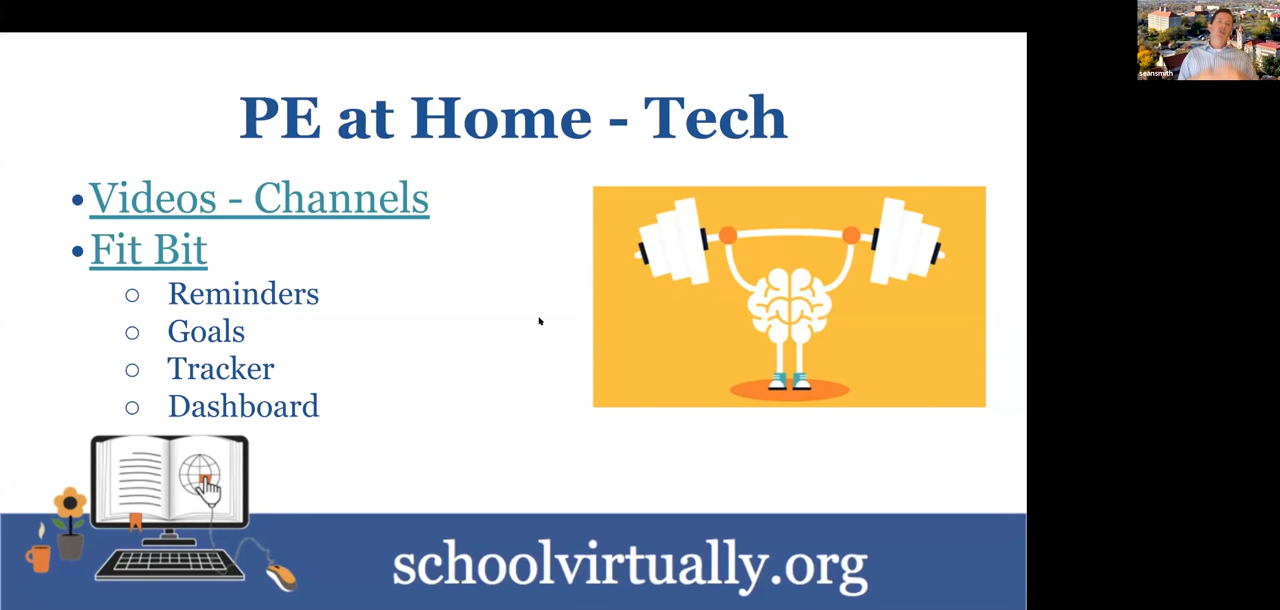 PE at Home - Tech
•Videos - Channels
•Fit Bit
○ Reminders
○ Goals
○ Tracker
○ Dashboard
schoolvirtually.org
seansmith